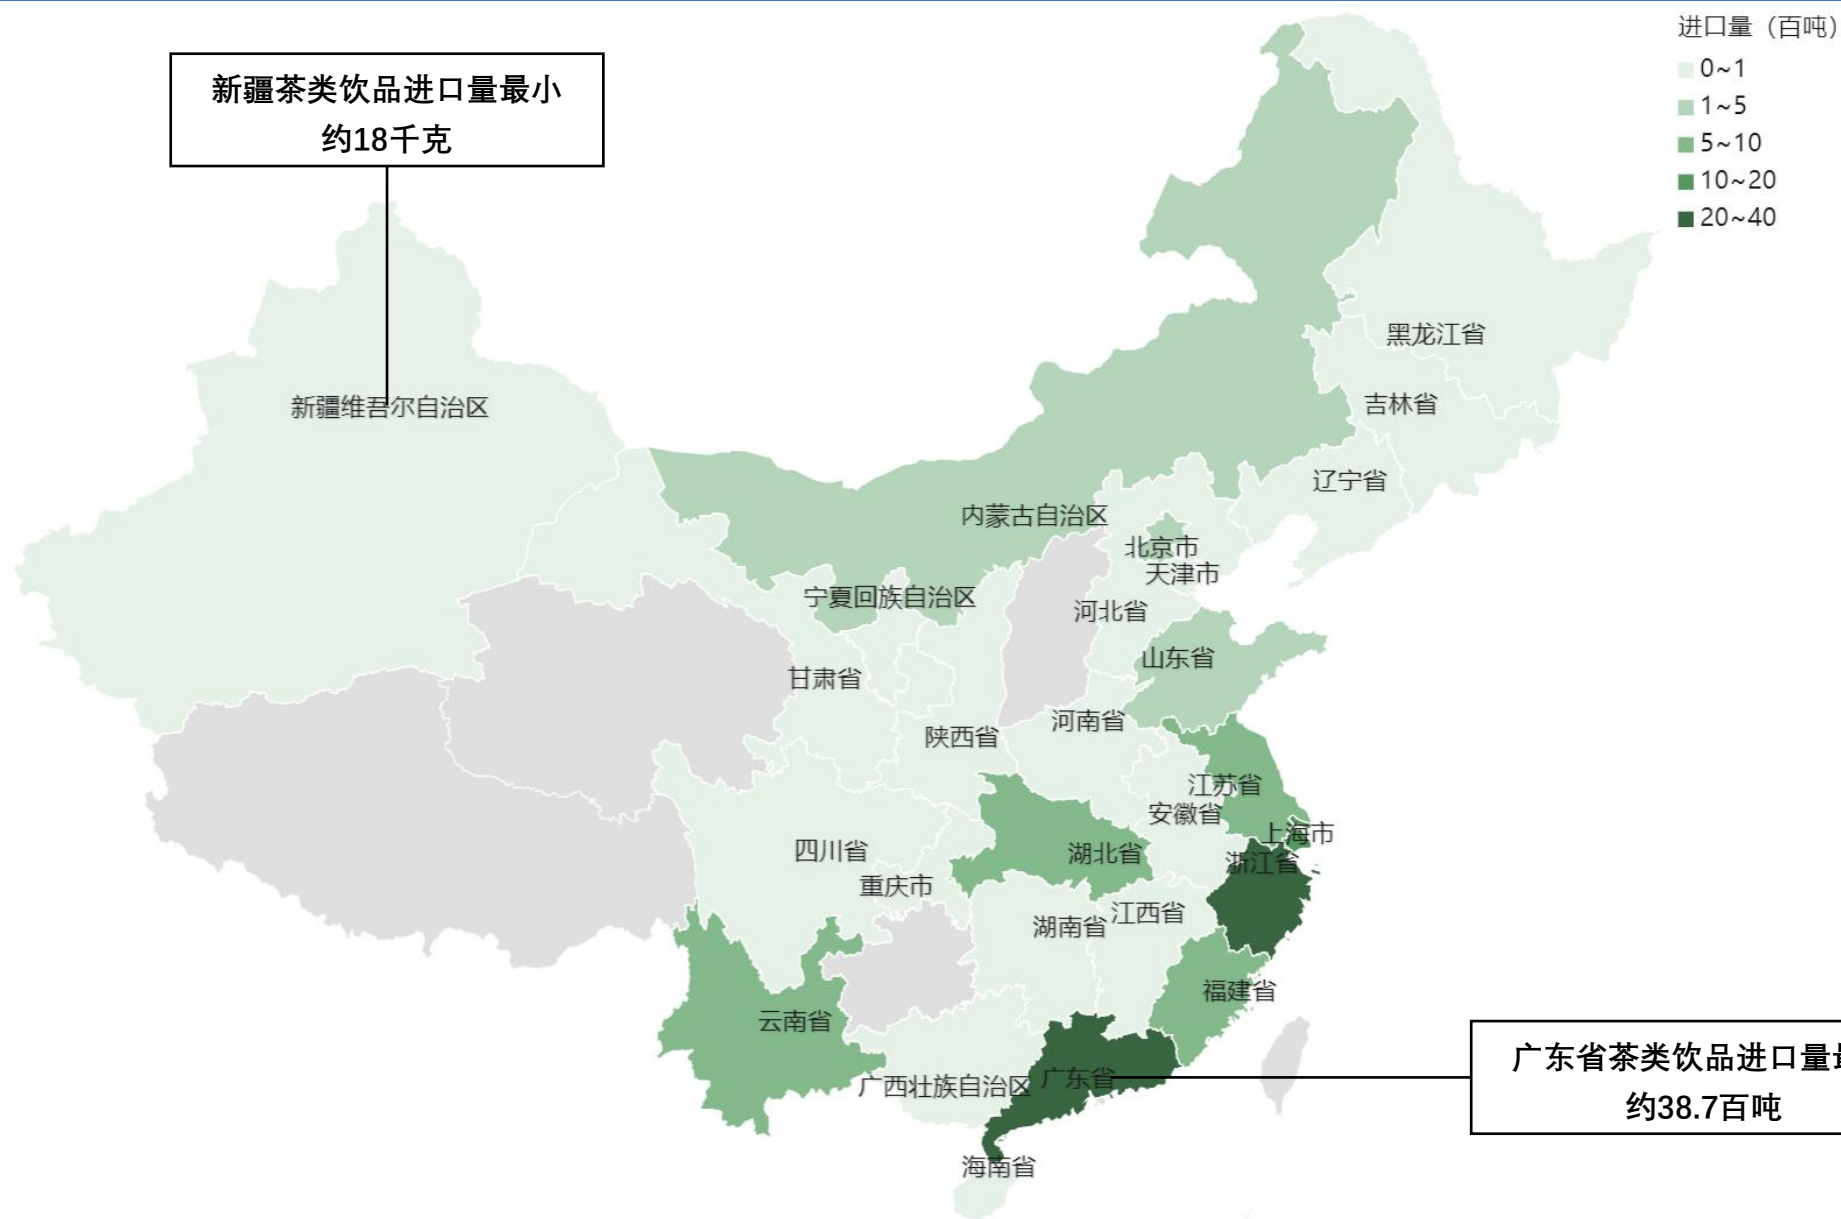 进口量（百吨）
0~1
1~5
5~10
10~20
20~40
新疆茶类饮品进口量最小
约18千克
黑龙江省
吉林省
新疆维吾尔自治区
辽宁省
内蒙古自治区
北京市
天津市
宁夏回族自治区
河北省
山东省
甘肃省
河南省
陕西省
江苏省
安徽省
上海市
四川省
湖北省
浙江省
重庆市
湖南省
江西省
福建省
云南省
广东省茶类饮品进口量
约38.7百吨
广西壮族自治区
广东省
海南省